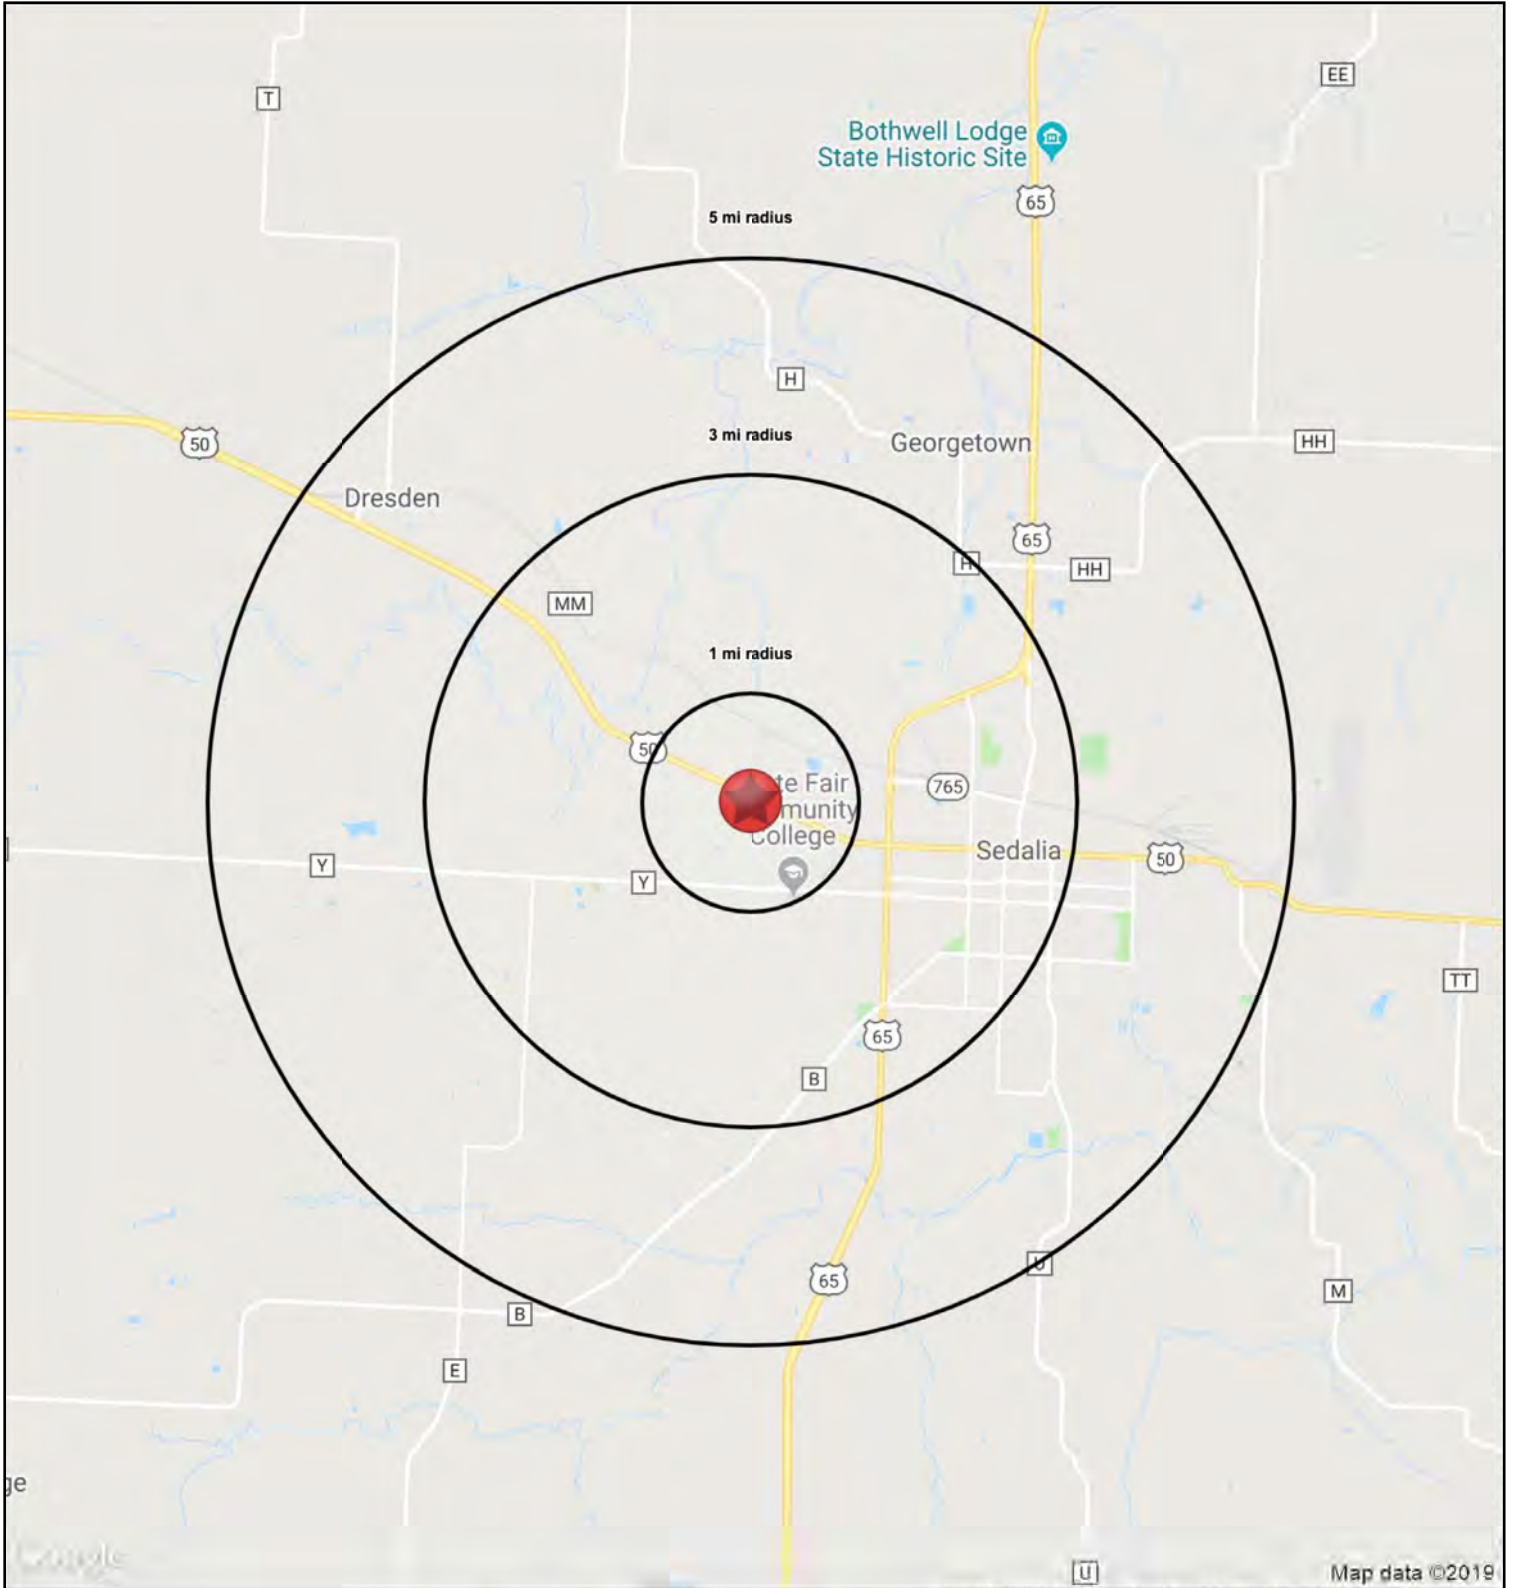 EE
T
Bothwell Lodge
State Historic Site
65
5 mi radius
H
3 mi radius
Georgetown
HH
50
Dresden
65
H
HH
MM
1 mi radius
50
te Fair
munity
College
765
Sedalia
50
Y
Y
TT
65
B
U
65
M
B
E
ge
Google
Map data ©2019
U